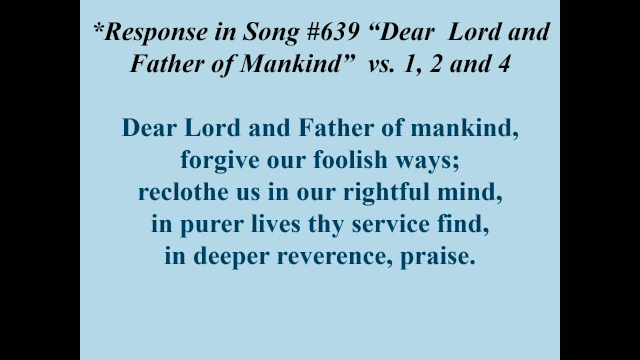 *Response in Song #639 “Dear Lord and
Father of Mankind” vs. 1, 2 and 4
Dear Lord and Father of mankind,
forgive our foolish ways;
reclothe us in our rightful mind,
in purer lives thy service find,
in deeper reverence, praise.